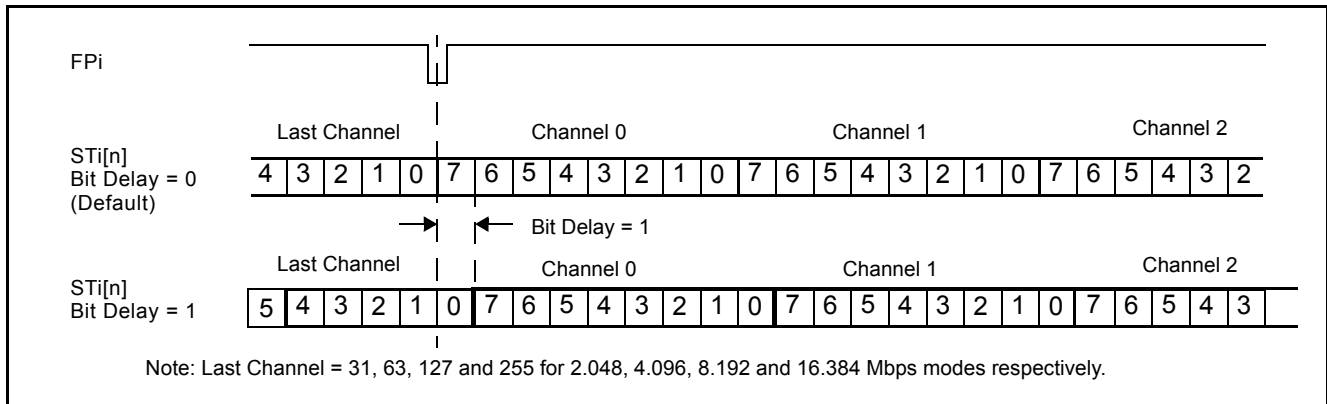 FPi
Last Channel Channel 0 Channel 1 Channel 2
STi[n]
Bit Delay = 0
(Default)
4 3 2 1 0 7 6 5 4 3 2 1 0 7 6 5 4 3 2 1 0 7 6 5 4 3 2
Bit Delay = 1
Last Channel Channel 0 Channel 1 Channel 2
STi[n]
Bit Delay = 1
5 4 3 2 1 0 7 6 5 4 3 2 1 0 7 6 5 4 3 2 1 0 7 6 5 4 3
Note: Last Channel = 31, 63, 127 and 255 for 2.048, 4.096, 8.192 and 16.384 Mbps modes respectively.